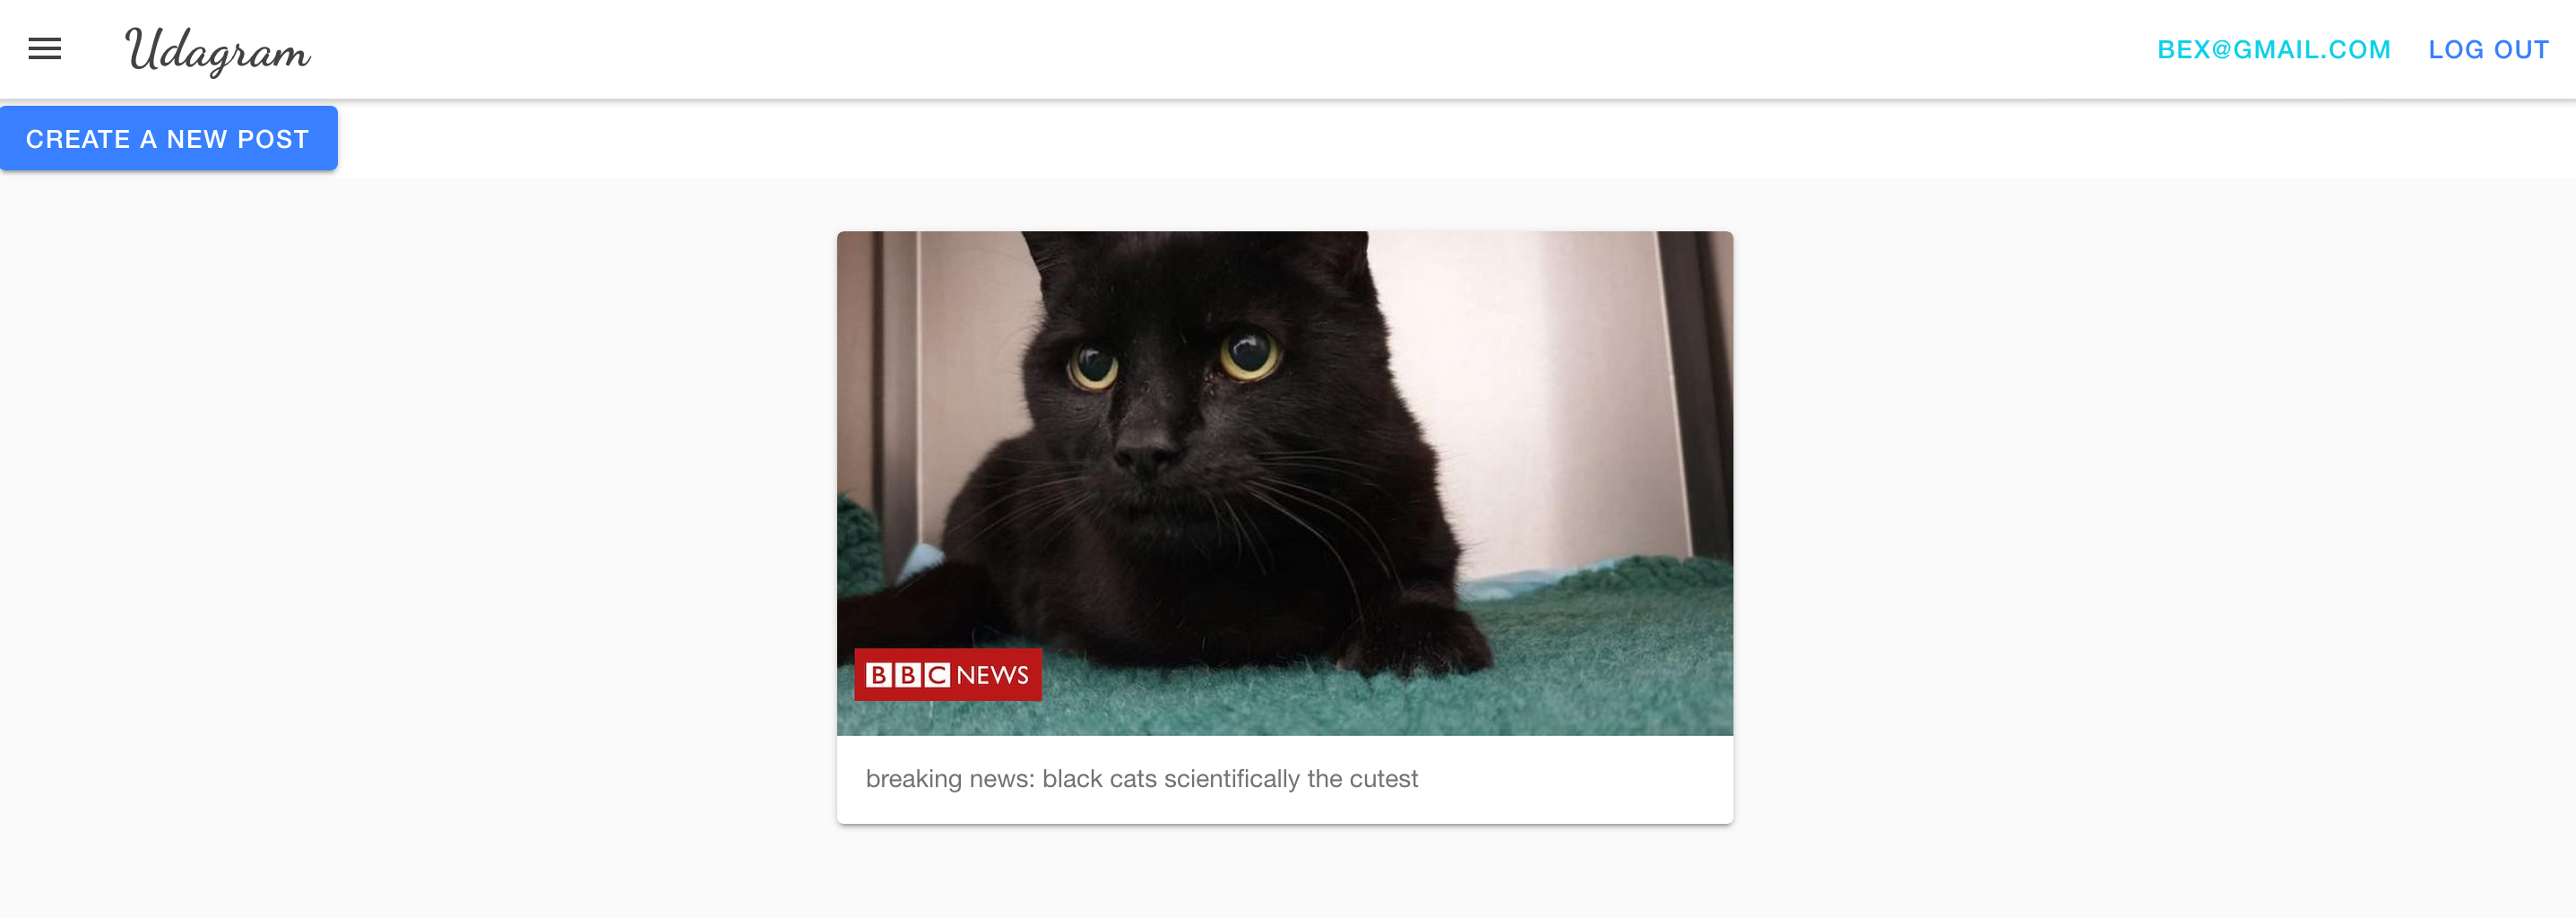 Udagram
BEX@GMAIL.COM
LOG OUT
CREATE A NEW POST
BBC NEWS
breaking news: black cats scientifically the cutest